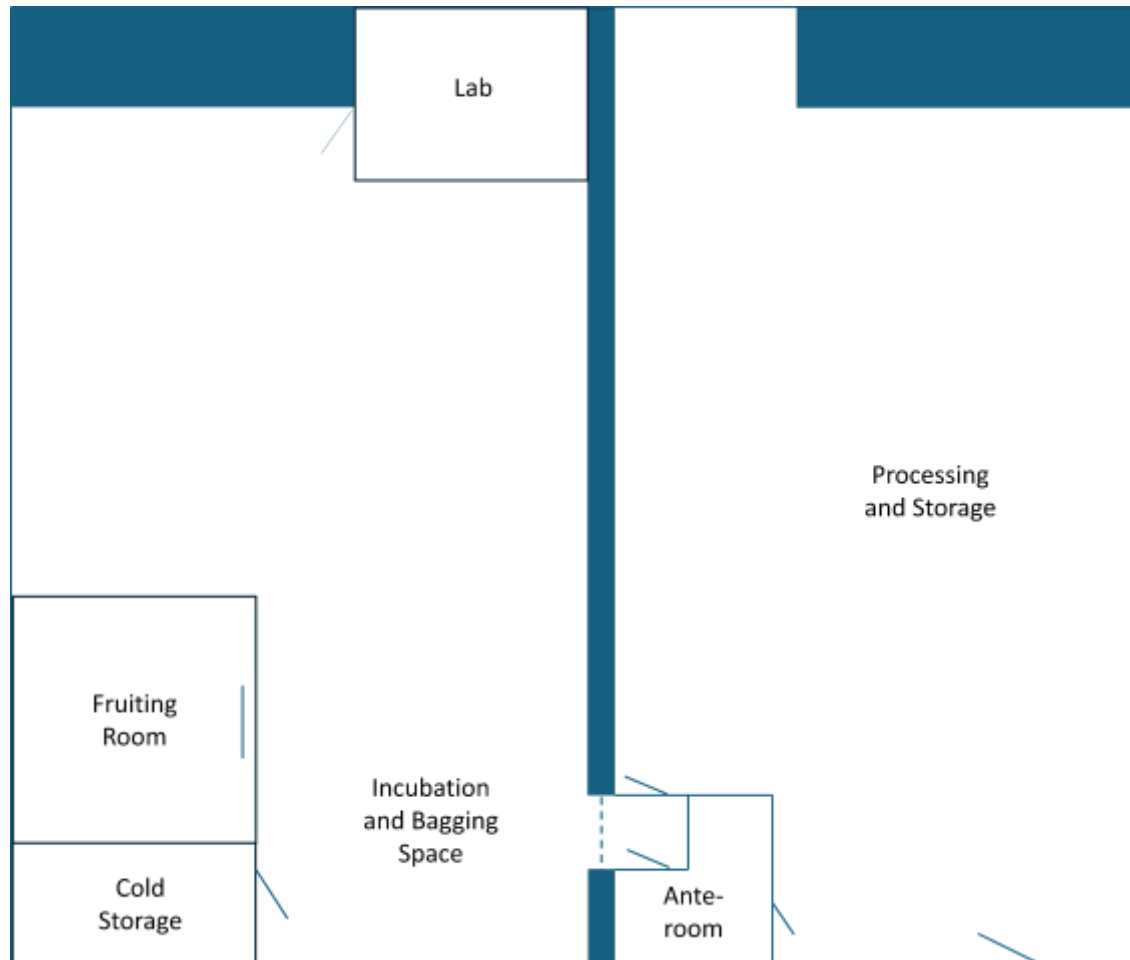 Lab
Processing
and Storage
Fruiting
Room
Incubation
and Bagging
Space
Cold
Storage
Ante-
room